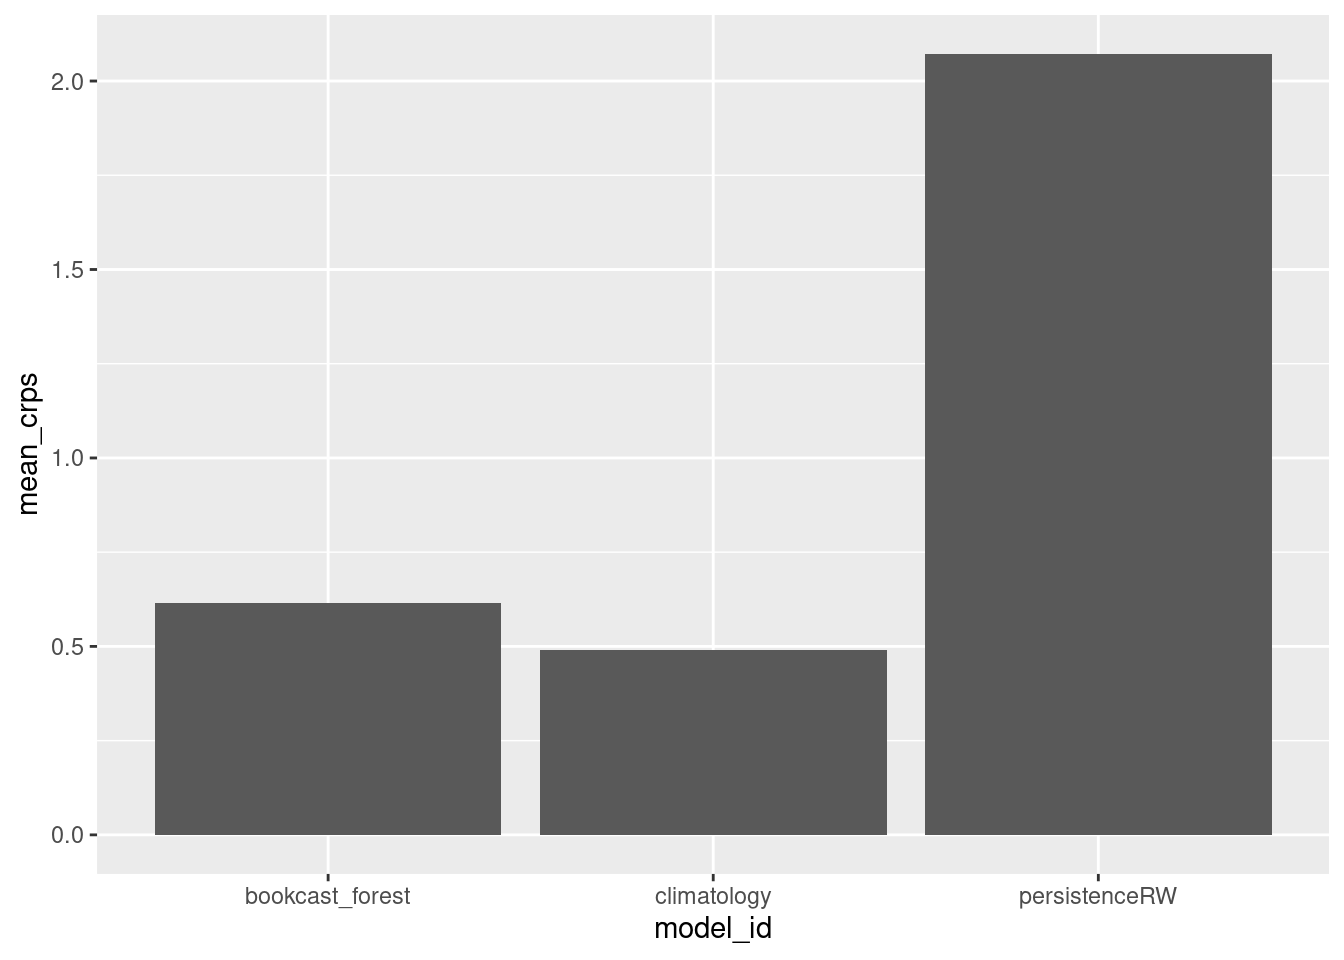 2.0
1.5
1.0
0.5
0.0
mean_crps
bookcast_forest
climatology
persistenceRW
model_id